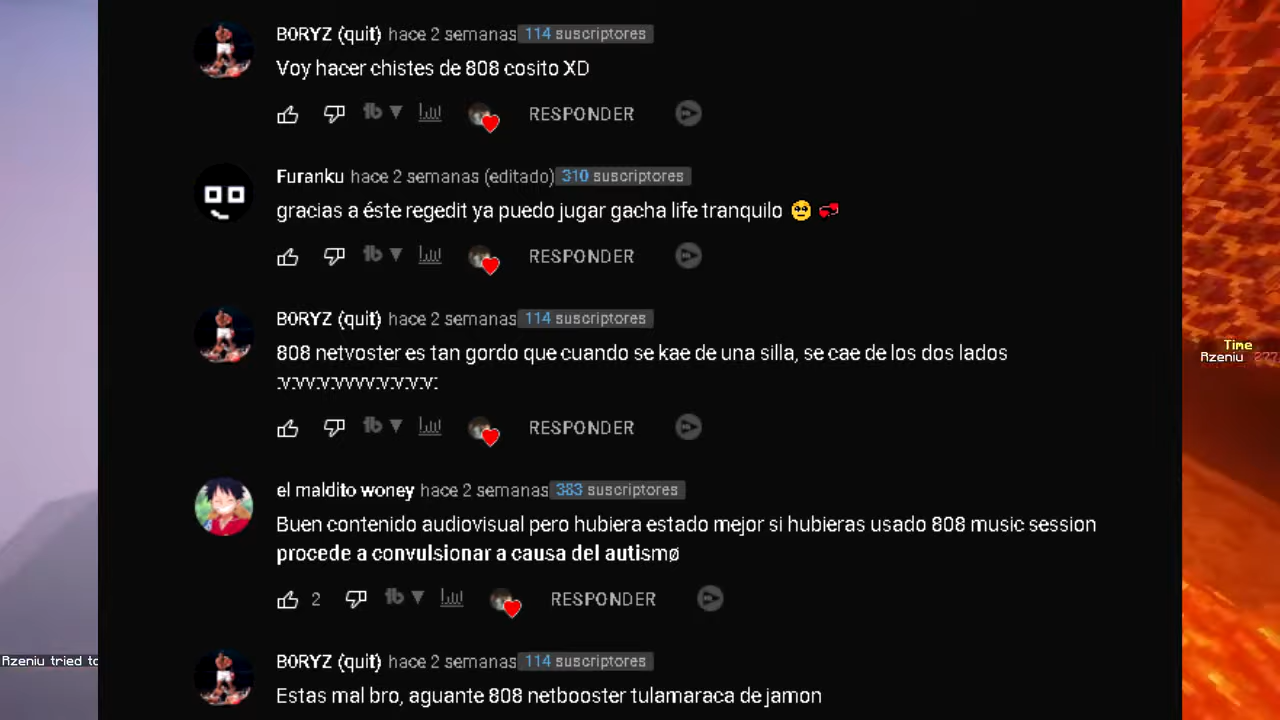 B0RYZ (quit) hace 2 semanas 114 suscriptores
Voy hacer chistes de 808 cosito XD
RESPONDER
Furanku hace 2 semanas (editado) 310 suscriptores
gracias a éste regedit ya puedo jugar gacha life tranquilo 🥺 💞
RESPONDER
B0RYZ (quit) hace 2 semanas 114 suscriptores
808 netvoster es tan gordo que cuando se kae de una silla, se cae de los dos lados
RESPONDER
Time
Rzeniu 277
el maldito woney hace 2 semanas 383 suscriptores
Buen contenido audiovisual pero hubiera estado mejor si hubieras usado 808 music session
procede a convulsionar a causa del autismø
2 RESPONDER
Rzeniu tried to
B0RYZ (quit) hace 2 semanas 114 suscriptores
Estas mal bro, aguante 808 netbooster tulamaraca de jamon